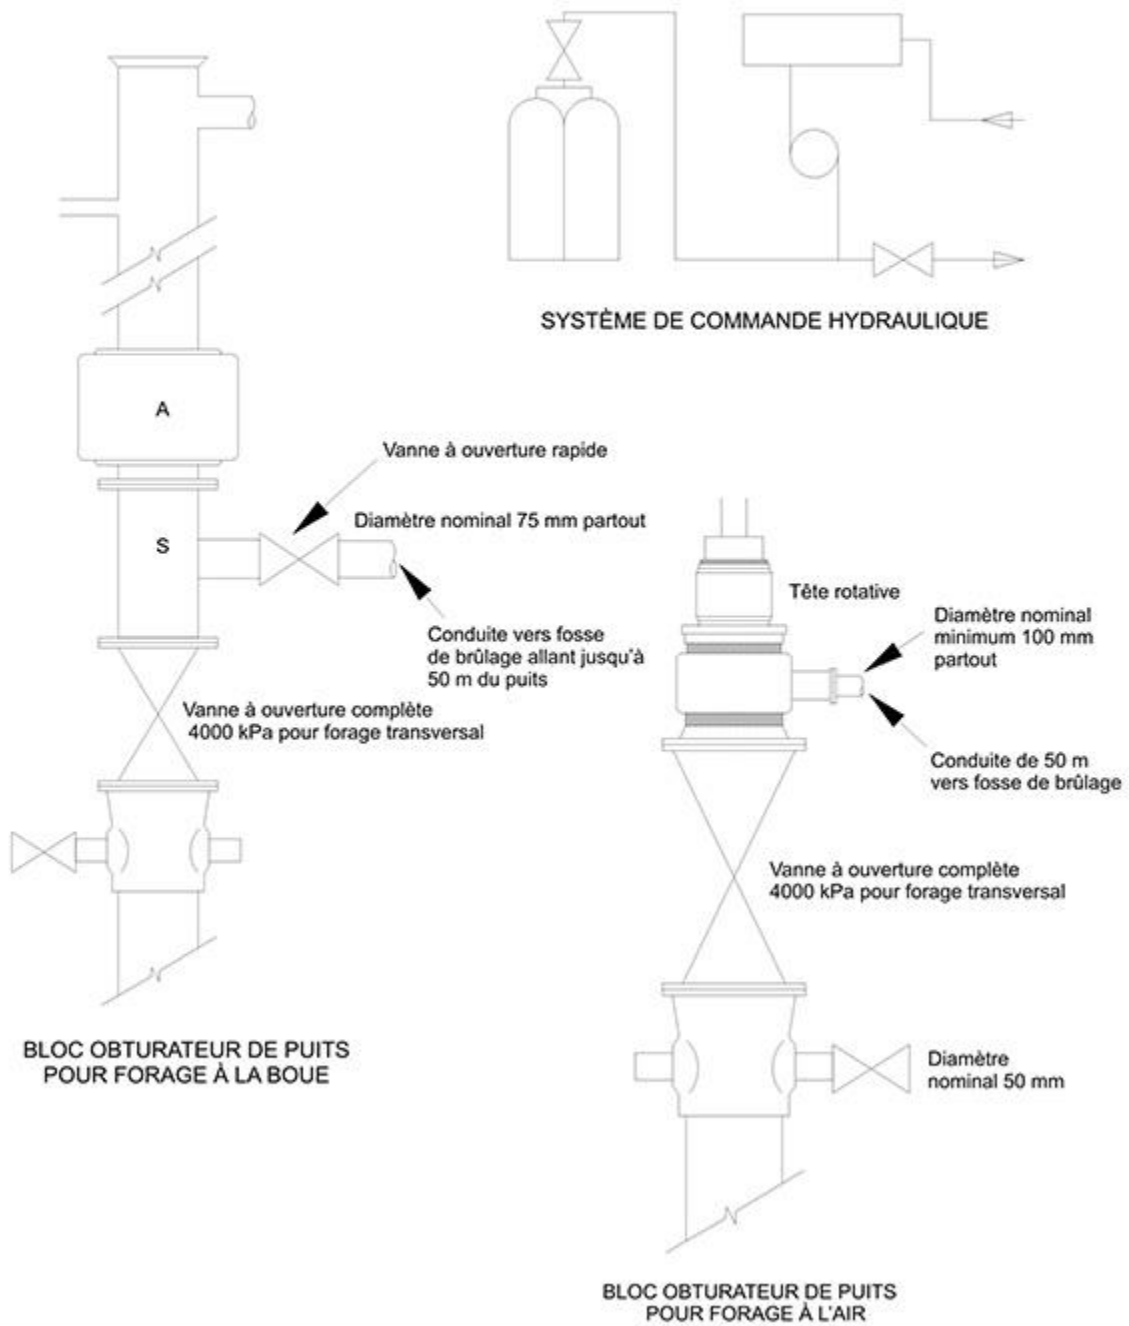 SYSTÈME DE COMMANDE HYDRAULIQUE
A
Vanne à ouverture rapide
Diamètre nominal 75 mm partout
S
Conduite vers fosse
de brûlage allant jusqu'à
50 m du puits
Vanne à ouverture complète
4000 kPa pour forage transversal
BLOC OBTURATEUR DE PUITS
POUR FORAGE À LA BOUE
Tête rotative
Diamètre nominal
minimum 100 mm
partout
Conduite de 50 m
vers fosse de brûlage
Vanne à ouverture complète
4000 kPa pour forage transversal
Diamètre
nominal 50 mm
BLOC OBTURATEUR DE PUITS
POUR FORAGE À L'AIR